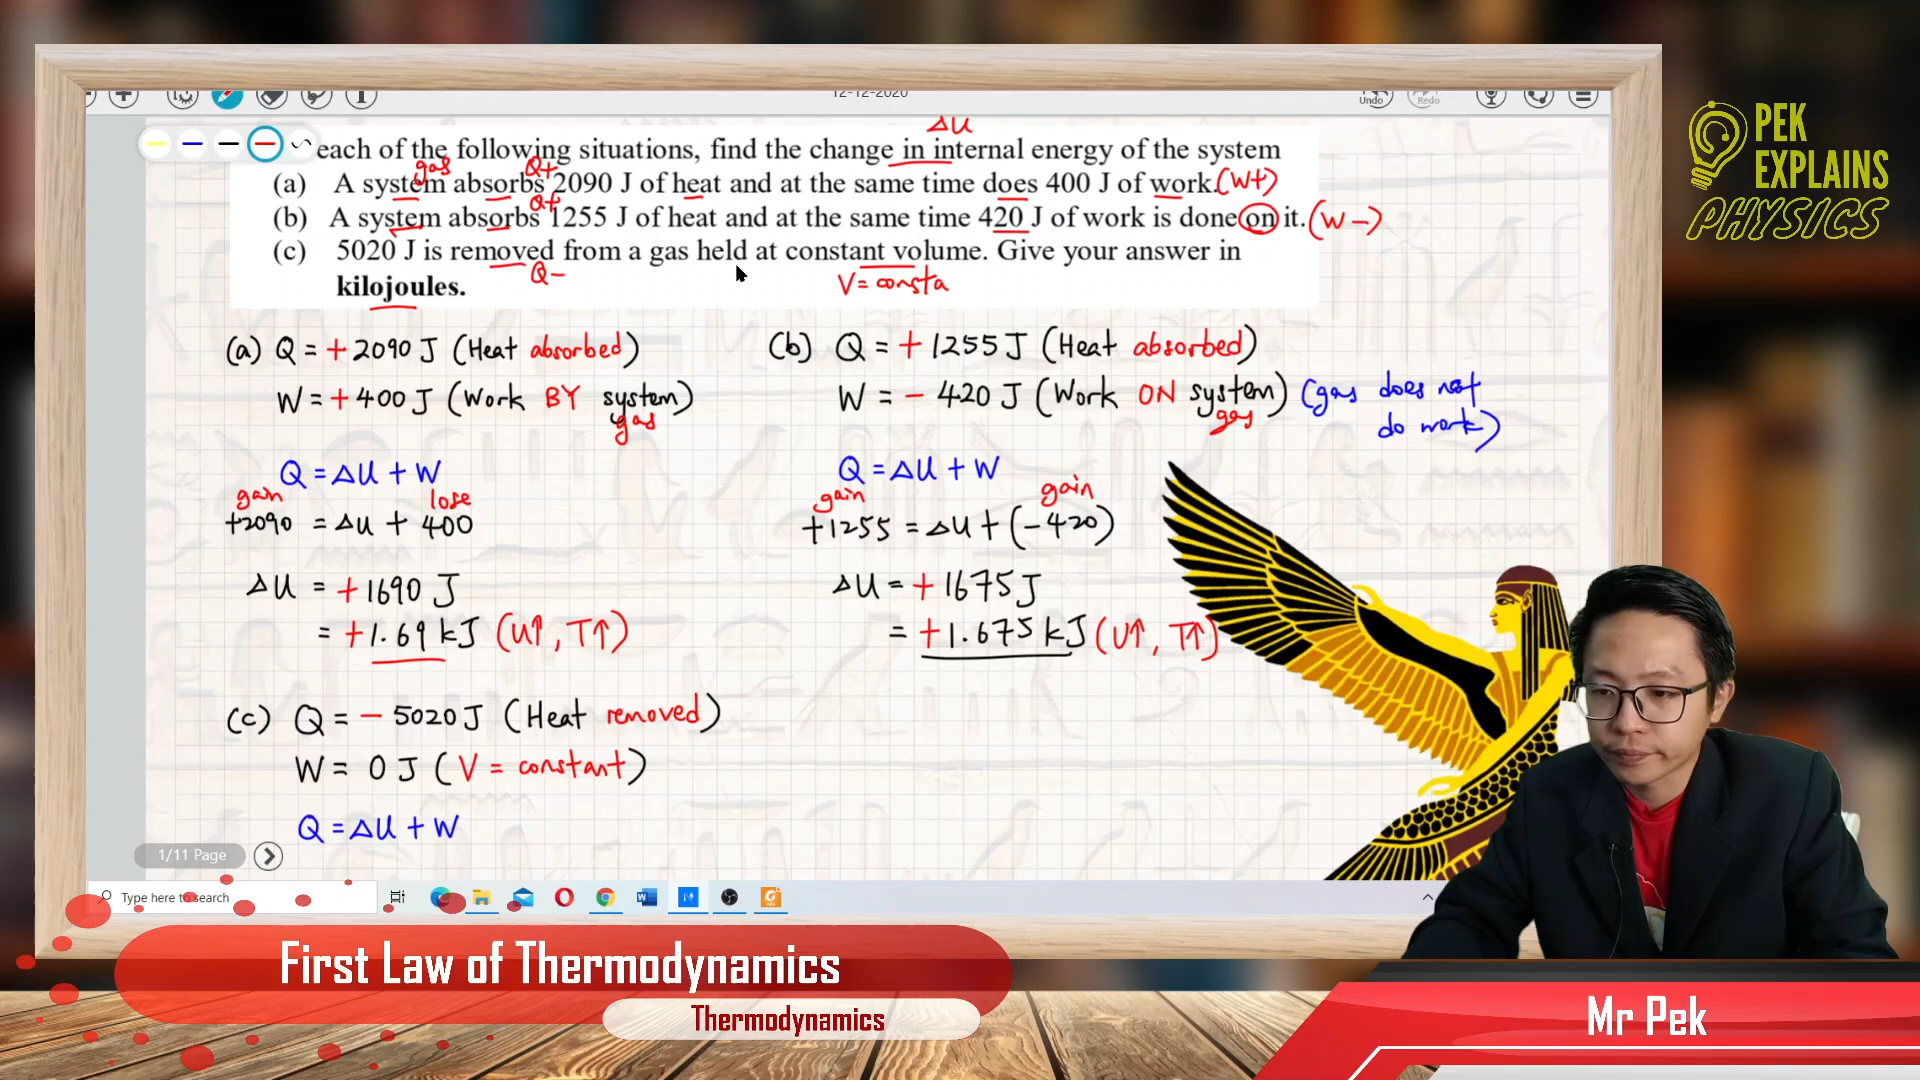 12-12-2020
Undo
Redo
PEK
EXPLAINS
PHYSICS
ΔU
each of the following situations, find the change in internal energy of the system
gas Q+
(a) A system absorbs 2090 J of heat and at the same time does 400 J of work. (W+)
Q+
(b) A system absorbs 1255 J of heat and at the same time 420 J of work is done on it. (W-)
(c) 5020 J is removed from a gas held at constant volume. Give your answer in
Q- V = consta
kilojoules.
(a) Q = + 2090 J (Heat absorbed)
W = + 400 J (Work BY system)
gas
Q = ΔU + W
gain lose
+2090 = ΔU + 400
ΔU = + 1690 J
= + 1.69 kJ (U↑, T↑)
(b) Q = + 1255 J (Heat absorbed)
W = - 420 J (Work ON system) (gas does not
gas do work)
Q = ΔU + W
gain gain
+1255 = ΔU + (-420)
ΔU = + 1675 J
= + 1.675 kJ (U↑, T↑)
(c) Q = - 5020 J (Heat removed)
W = 0 J (V = constant)
Q = ΔU + W
1/11 Page
Type here to search
First Law of Thermodynamics
Thermodynamics
Mr Pek